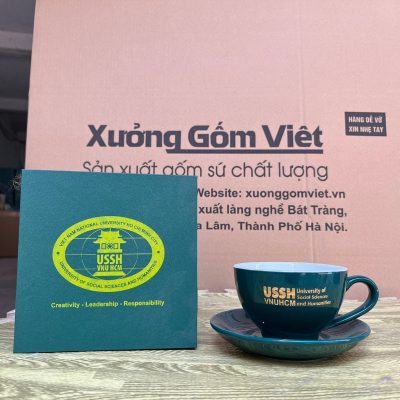 HÀNG DỄ VỠ
XIN NHẸ TAY
Xưởng Gốm Việt
Sản xuất gốm sứ chất lượng
Website: xuonggomviet.vn
xuất làng nghề Bát Tràng,
a Lâm, Thành Phố Hà Nội.
VIET NAM NATIONAL UNIVERSITY HO CHI MINH CITY
USSH
VNU HCM
UNIVERSITY OF SOCIAL SCIENCES AND HUMANITIES
Creativity - Leadership - Responsibility
USSH University of
Social Sciences
VNUHCM and Humanities